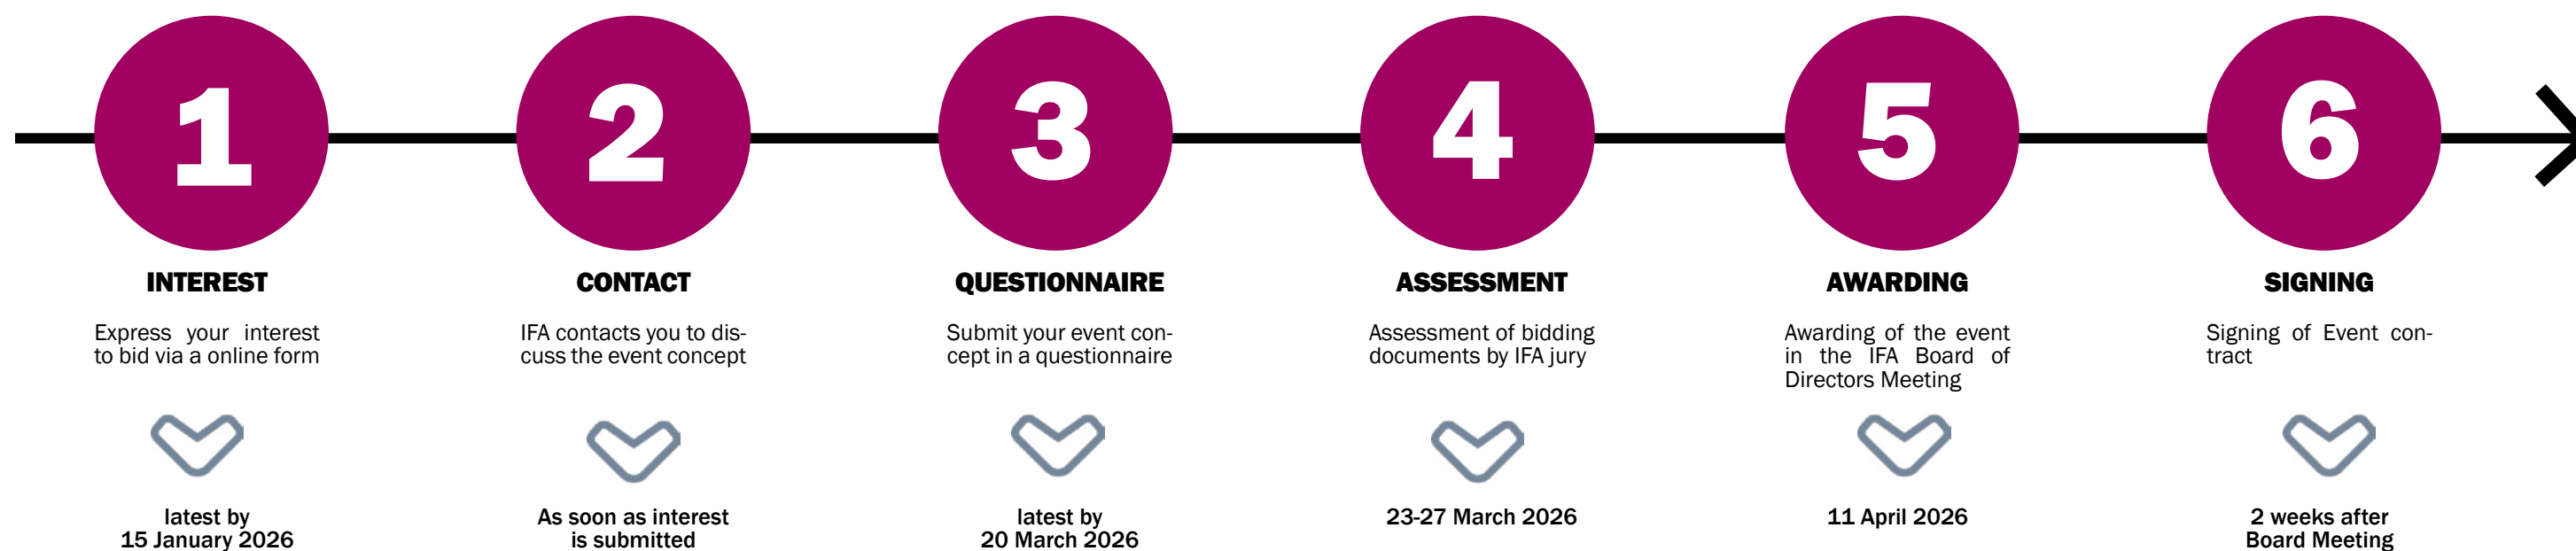 1
INTEREST
Express your interest
to bid via a online form
latest by
15 January 2026
2
CONTACT
IFA contacts you to dis-
cuss the event concept
As soon as interest
is submitted
3
QUESTIONNAIRE
Submit your event con-
cept in a questionnaire
latest by
20 March 2026
4
ASSESSMENT
Assessment of bidding
documents by IFA jury
23-27 March 2026
5
AWARDING
Awarding of the event
in the IFA Board of
Directors Meeting
11 April 2026
6
SIGNING
Signing of Event con-
tract
2 weeks after
Board Meeting